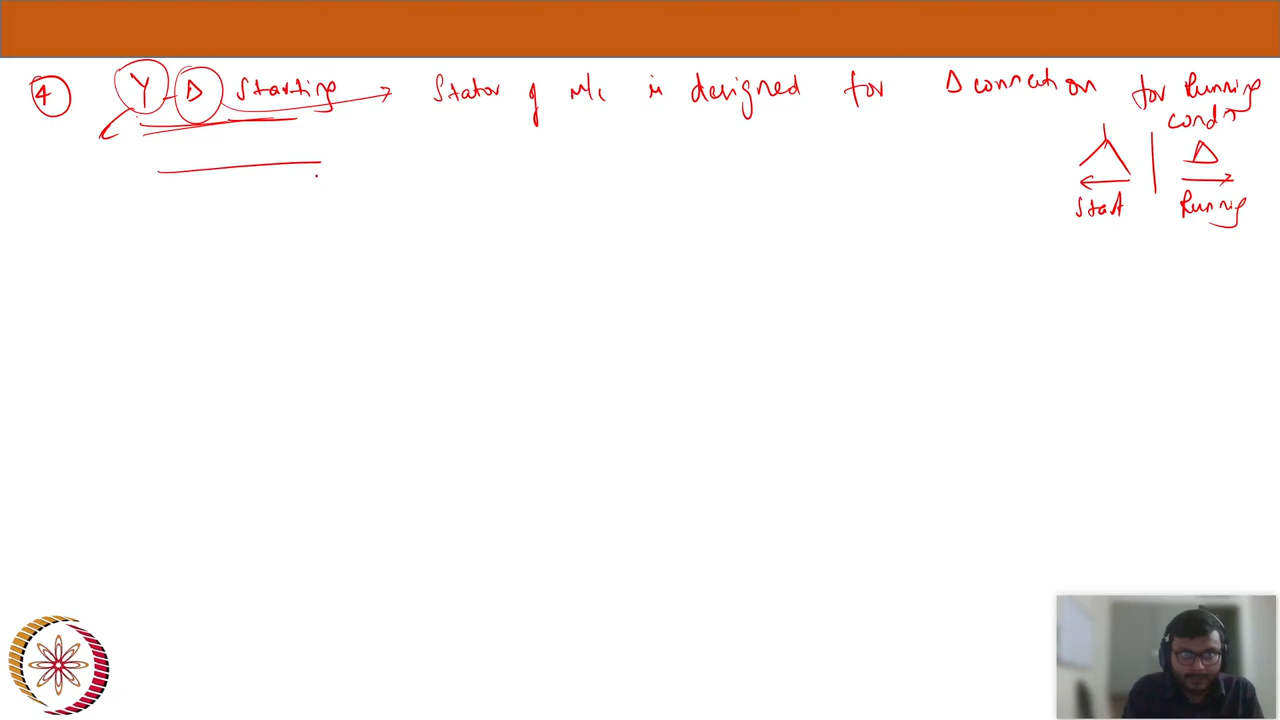 4 Y-Δ Starting → Stator of m/c is designed for Δ connection for Running
condⁿ
Y | Δ
Start Running